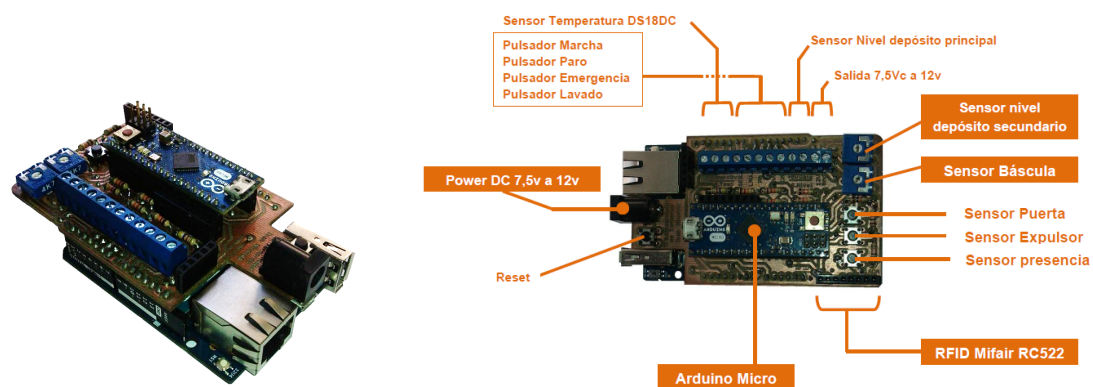 Sensor Temperatura DS18DC
Pulsador Marcha
Pulsador Paro
Pulsador Emergencia
Pulsador Lavado
Sensor Nivel depósito principal
Salida 7,5Vc a 12v
Sensor nivel
depósito secundario
Power DC 7,5v a 12v
Sensor Báscula
Sensor Puerta
Sensor Expulsor
Sensor presencia
Reset
RFID Mifair RC522
Arduino Micro